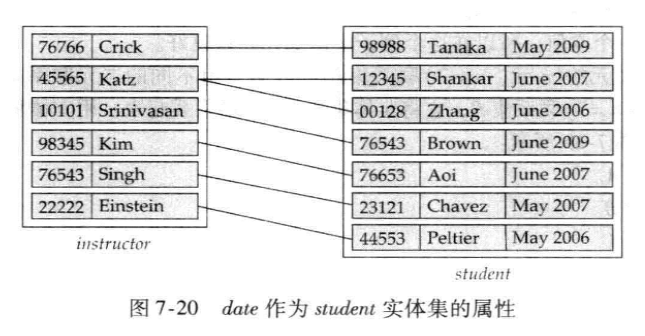 76766 Crick
45565 Katz
10101 Srinivasan
98345 Kim
76543 Singh
22222 Einstein
instructor
98988 Tanaka May 2009
12345 Shankar June 2007
00128 Zhang June 2006
76543 Brown June 2009
76653 Aoi June 2007
23121 Chavez May 2007
44553 Peltier May 2006
student
图 7-20 date 作为 student 实体集的属性